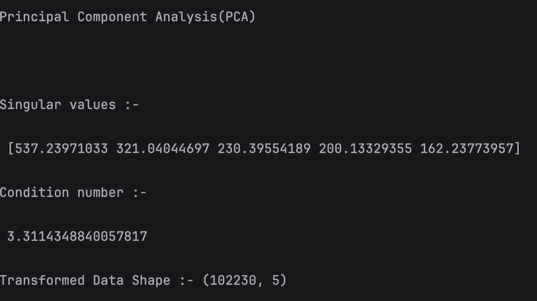 Principal Component Analysis(PCA)
Singular values :-
[537.23971033 321.04044697 230.39554189 200.13329355 162.23773957]
Condition number :-
3.3114348840057817
Transformed Data Shape :- (102230, 5)